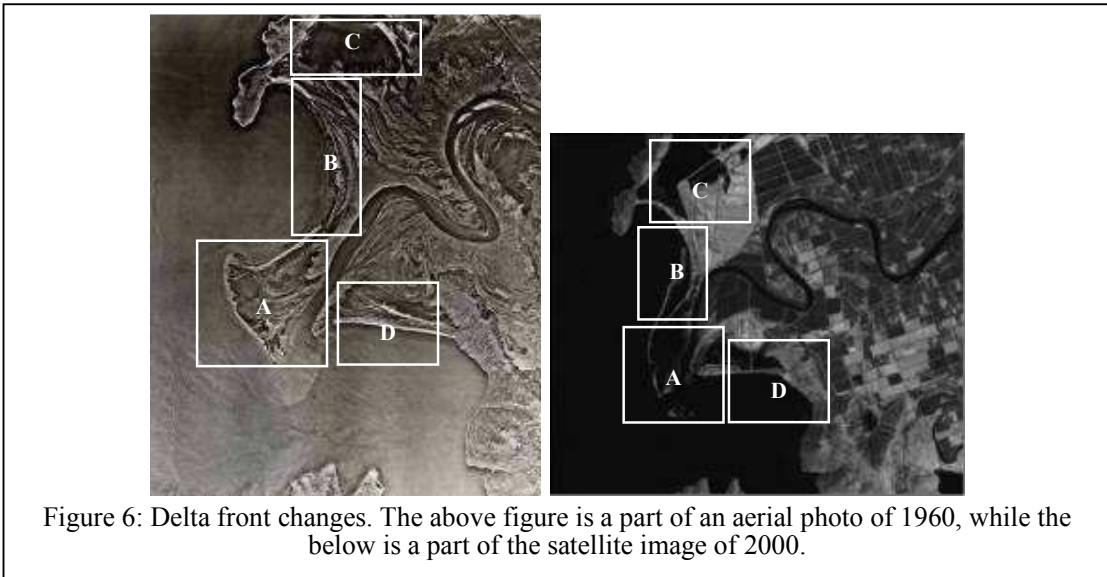 C
B
A
D
C
B
A
D
Figure 6: Delta front changes. The above figure is a part of an aerial photo of 1960, while the
below is a part of the satellite image of 2000.